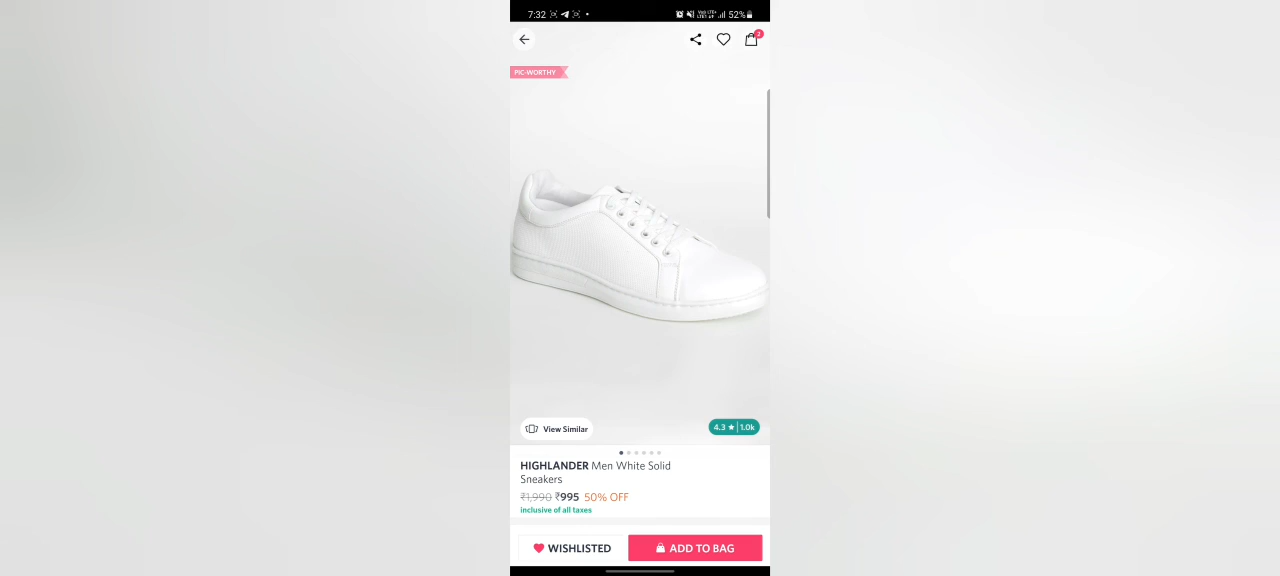 7:32
52%
3
PIC-WORTHY
View Similar
4.3 ★ | 1.0k
HIGHLANDER Men White Solid
Sneakers
₹1,990 ₹995 50% OFF
inclusive of all taxes
WISHLISTED
ADD TO BAG